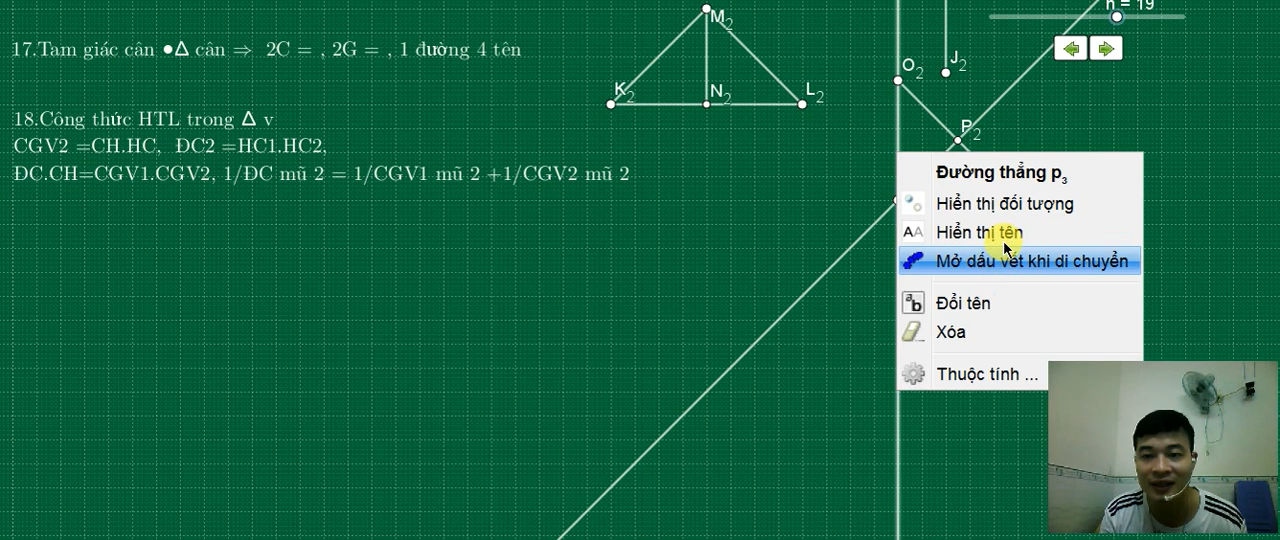 n = 19
M2
17.Tam giác cân ●Δ cân ⇒ 2C = , 2G = , 1 đường 4 tên
O2
J2
K2
N2
L2
18.Công thức HTL trong Δ v
P2
CGV2 =CH.HC, ĐC2 =HC1.HC2,
ĐC.CH=CGV1.CGV2, 1/ĐC mũ 2 = 1/CGV1 mũ 2 +1/CGV2 mũ 2
Đường thẳng p3
Hiển thị đối tượng
AA Hiển thị tên
Mở dấu vết khi di chuyển
ab Đổi tên
Xóa
Thuộc tính ...